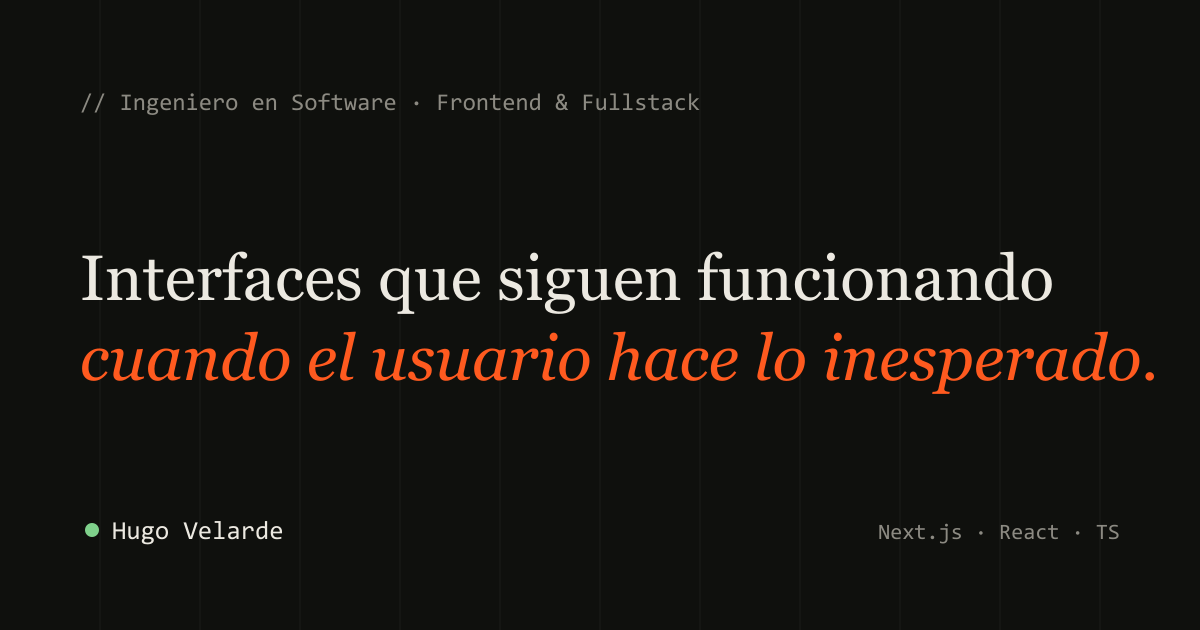 // Ingeniero en Software · Frontend & Fullstack
Interfaces que siguen funcionando
cuando el usuario hace lo inesperado.
Hugo Velarde
Next.js · React · TS